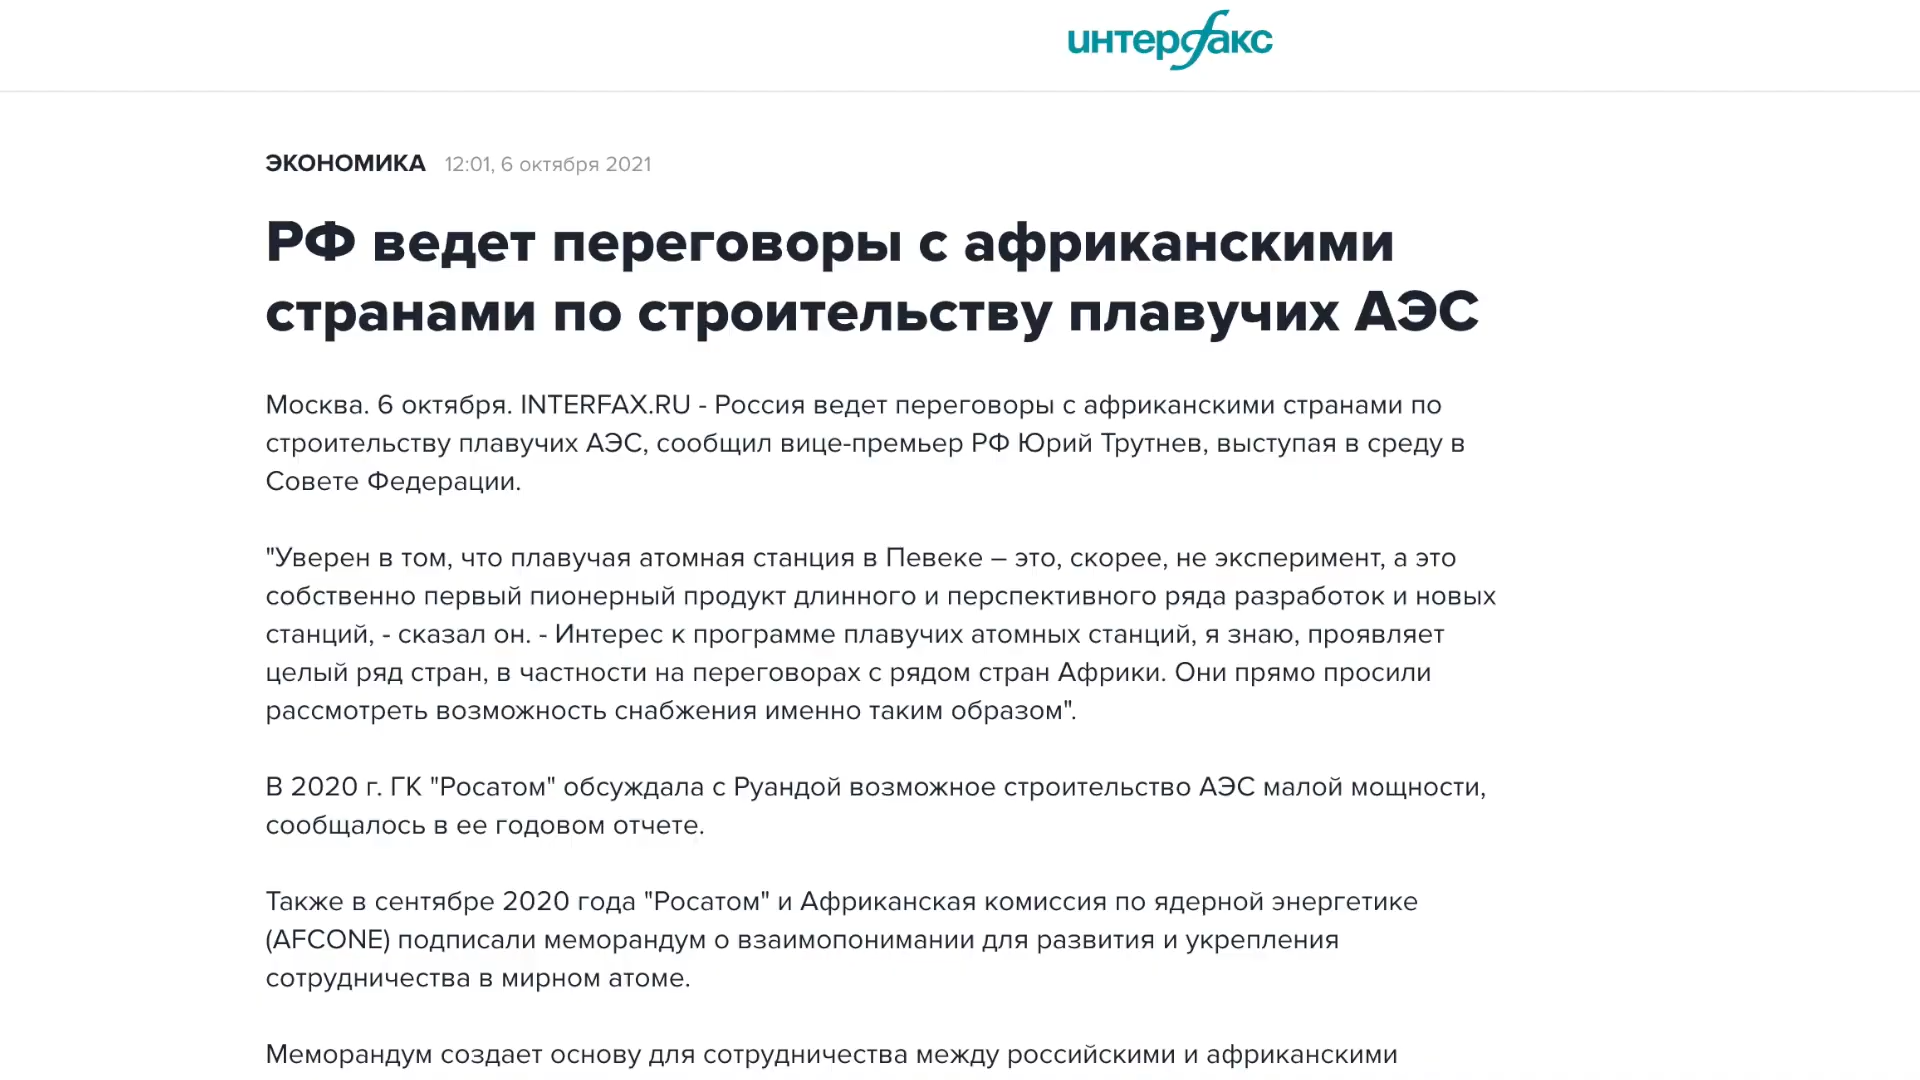 интерфакс
ЭКОНОМИКА 12:01, 6 октября 2021
РФ ведет переговоры с африканскими
странами по строительству плавучих АЭС
Москва. 6 октября. INTERFAX.RU - Россия ведет переговоры с африканскими странами по
строительству плавучих АЭС, сообщил вице-премьер РФ Юрий Трутнев, выступая в среду в
Совете Федерации.
"Уверен в том, что плавучая атомная станция в Певеке – это, скорее, не эксперимент, а это
собственно первый пионерный продукт длинного и перспективного ряда разработок и новых
станций, - сказал он. - Интерес к программе плавучих атомных станций, я знаю, проявляет
целый ряд стран, в частности на переговорах с рядом стран Африки. Они прямо просили
рассмотреть возможность снабжения именно таким образом".
В 2020 г. ГК "Росатом" обсуждала с Руандой возможное строительство АЭС малой мощности,
сообщалось в ее годовом отчете.
Также в сентябре 2020 года "Росатом" и Африканская комиссия по ядерной энергетике
(AFCONE) подписали меморандум о взаимопонимании для развития и укрепления
сотрудничества в мирном атоме.
Меморандум создает основу для сотрудничества между российскими и африканскими